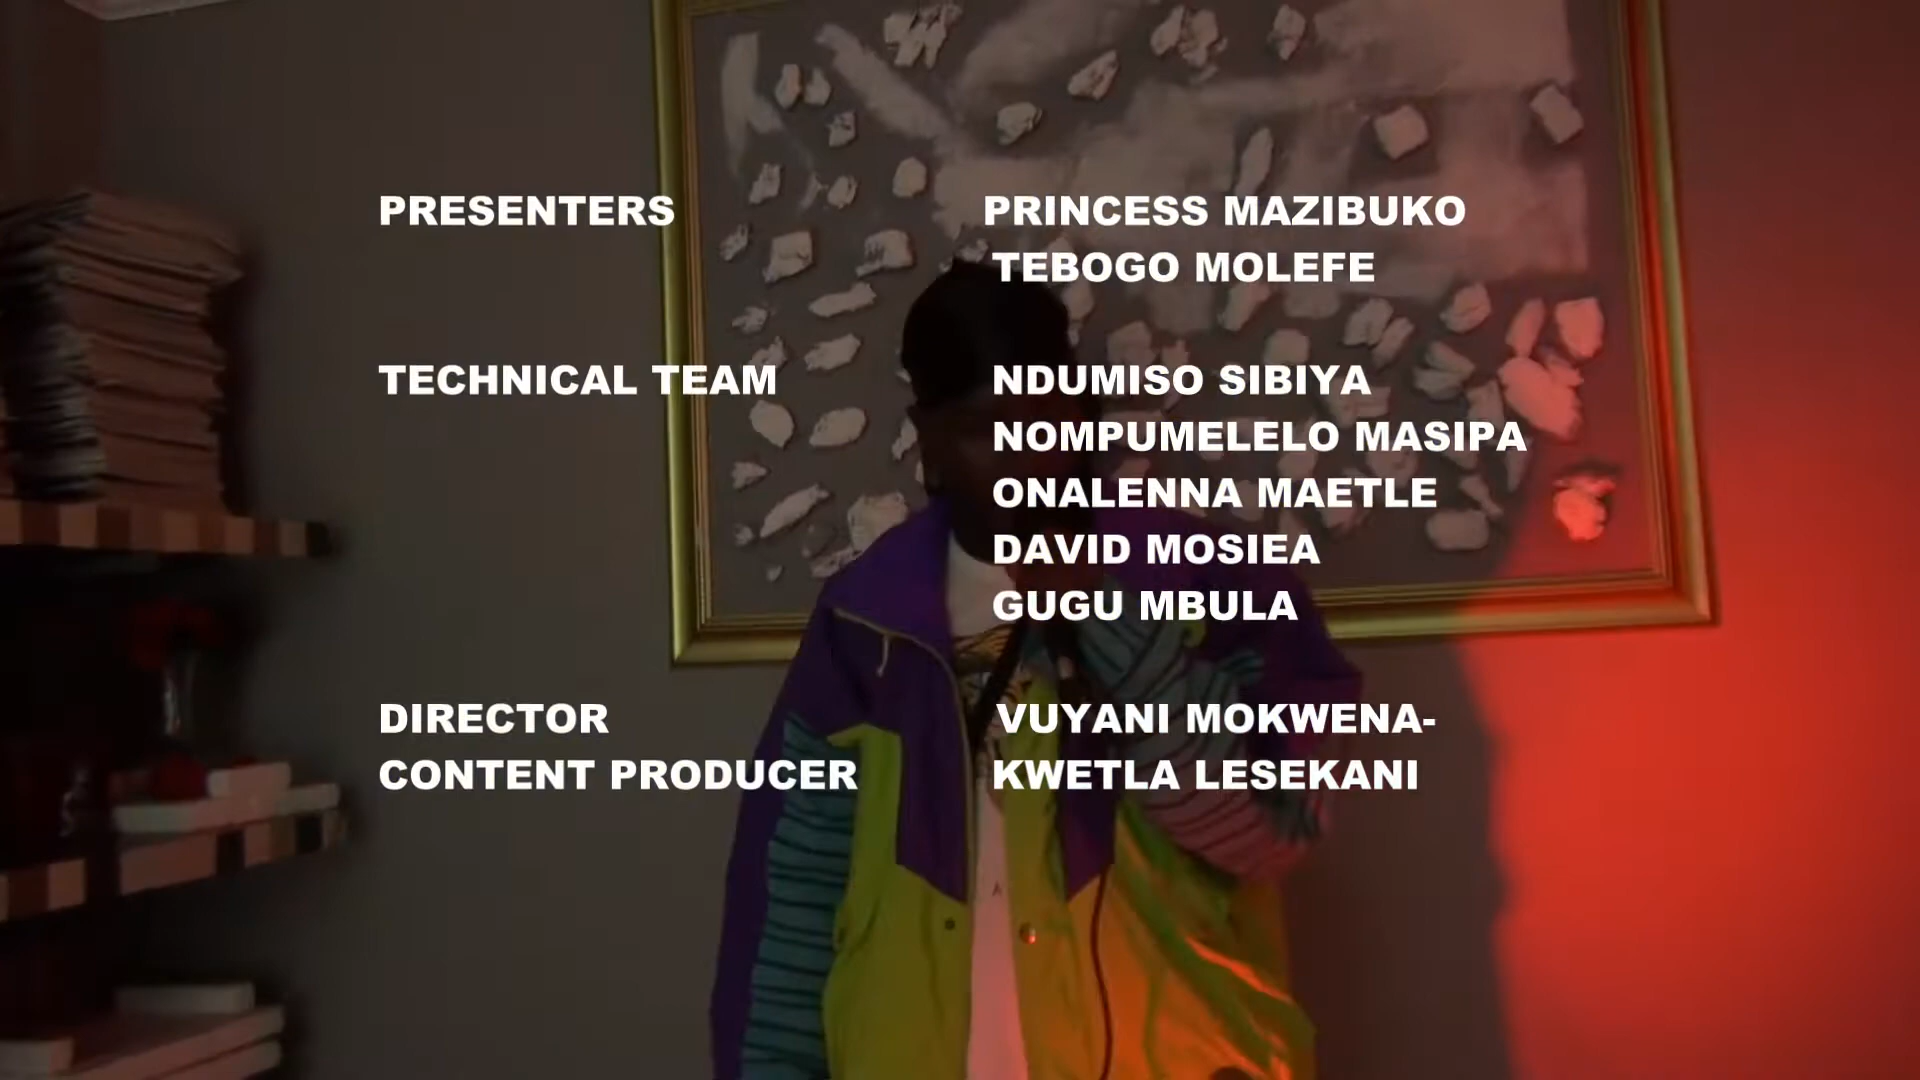 PRESENTERS PRINCESS MAZIBUKO
TEBOGO MOLEFE
TECHNICAL TEAM NDUMISO SIBIYA
NOMPUMELELO MASIPA
ONALENNA MAETLE
DAVID MOSIEA
GUGU MBULA
DIRECTOR VUYANI MOKWENA-
CONTENT PRODUCER KWETLA LESEKANI